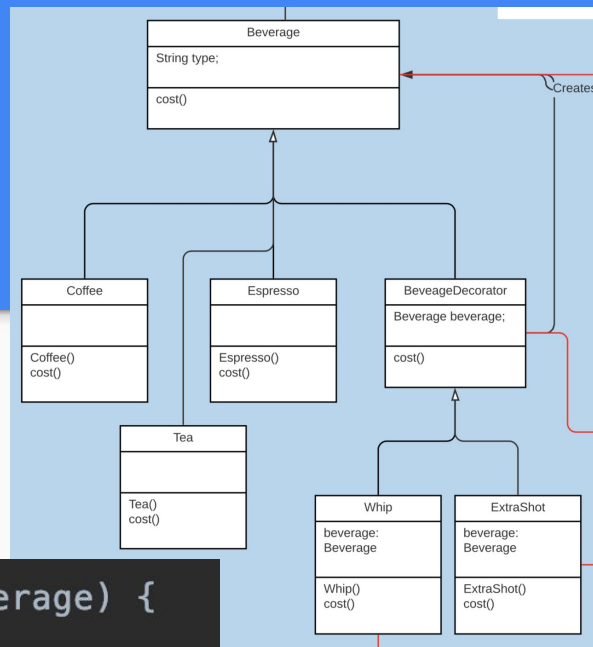 Beverage
String type;
cost()
Creates
Coffee
Coffee()
cost()
Espresso
Espresso()
cost()
BeveageDecorator
Beverage beverage;
cost()
Tea
Tea()
cost()
Whip
beverage:
Beverage
Whip()
cost()
ExtraShot
beverage:
Beverage
ExtraShot()
cost()
erage) {